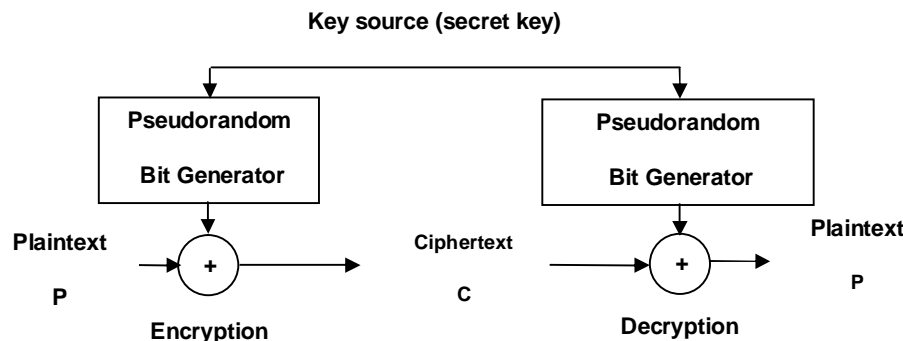 Key source (secret key)
Pseudorandom
Bit Generator
Pseudorandom
Bit Generator
Plaintext
P
+
Encryption
Ciphertext
C
+
Decryption
Plaintext
P